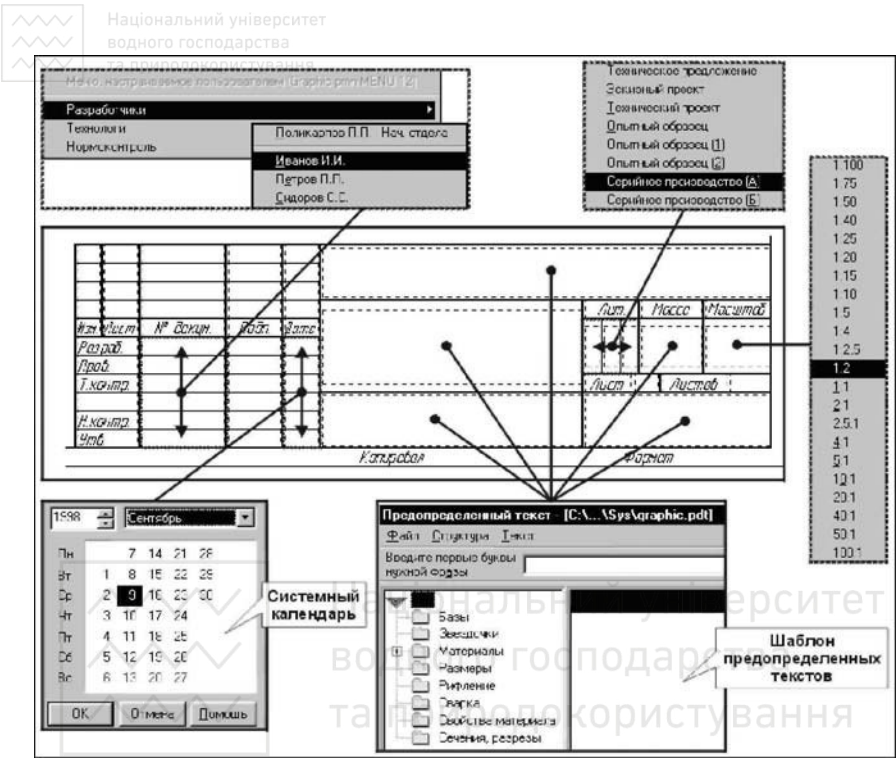 Національний університет
водного господарства
та природокористування
Меню, настраиваемое пользователем (Graphic.pmn MENU 12)
Разработчики
Технологи
Нормоконтроль
Поликарпов П.П. Нач. отдела
Иванов И.И.
Петров П.П.
Сидоров С.С.
Техническое предложение
Эскизный проект
Технический проект
Опытный образец
Опытный образец (1)
Опытный образец (2)
Серийное производство (А)
Серийное производство (Б)
1:100
1:75
1:50
1:40
1:25
1:20
1:15
1:10
1:5
1:4
1:2.5
1:2
1:1
2:1
2.5:1
4:1
5:1
10:1
20:1
40:1
50:1
100:1
Изм. Лист № докум. Подп. Дата
Разраб.
Пров.
Т.контр.
Н.контр.
Утв.
Лит. Масса Масштаб
Лист Листов
Копировал Формат
1998 Сентябрь
Пн 7 14 21 28
Вт 1 8 15 22 29
Ср 2 9 16 23 30
Чт 3 10 17 24
Пт 4 11 18 25
Сб 5 12 19 26
Вс 6 13 20 27
OK Отмена Помощь
Системный
календарь
Предопределенный текст - [C:\...\Sys\graphic.pdt]
Файл Структура Текст
Введите первые буквы
нужной фразы
Базы
Звездочки
Материалы
Размеры
Рифление
Сварка
Свойства материала
Сечения, разрезы
Шаблон
предопределенных
текстов
Національний університет
водного господарства
та природокористування